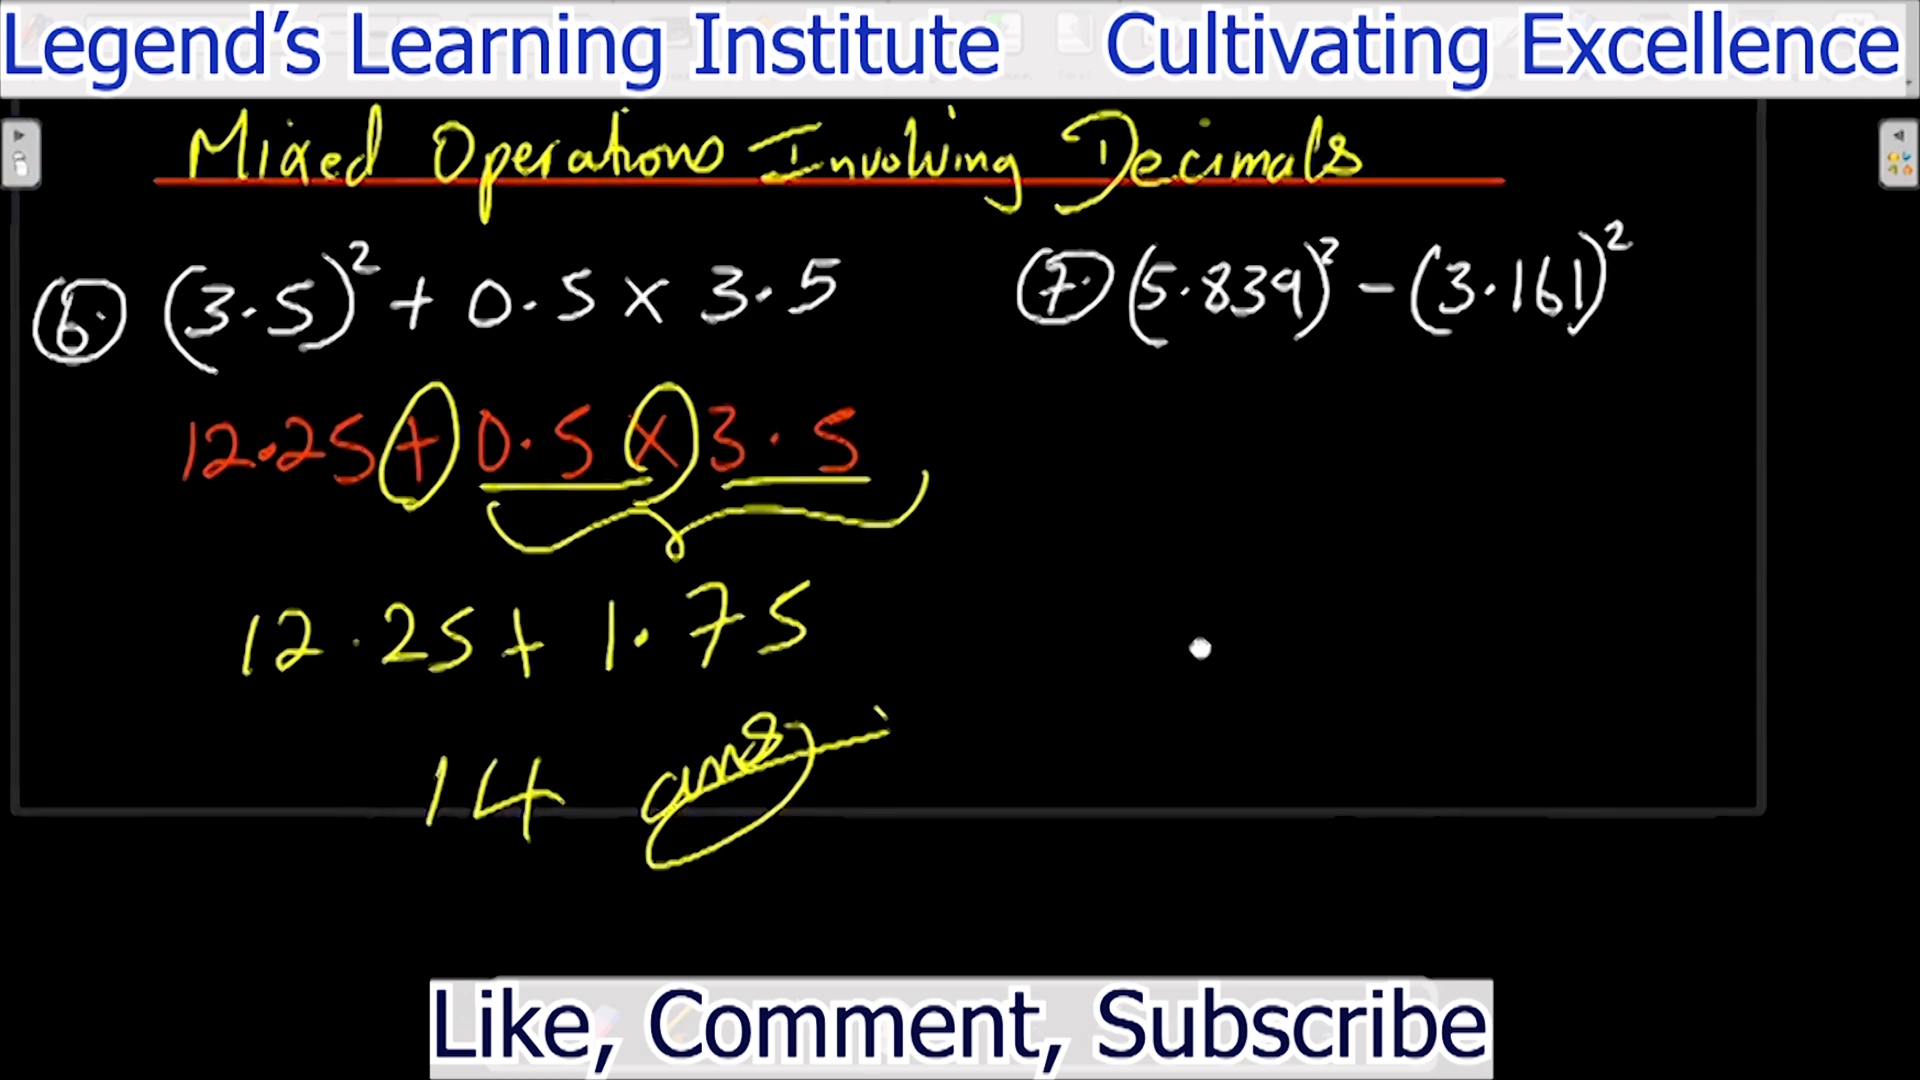 Legend’s Learning Institute Cultivating Excellence
Mixed Operations Involving Decimals
6. (3.5)² + 0.5 × 3.5
7. (5.839)² - (3.161)²
12.25 + 0.5 × 3.5
12.25 + 1.75
14 ans
Like, Comment, Subscribe